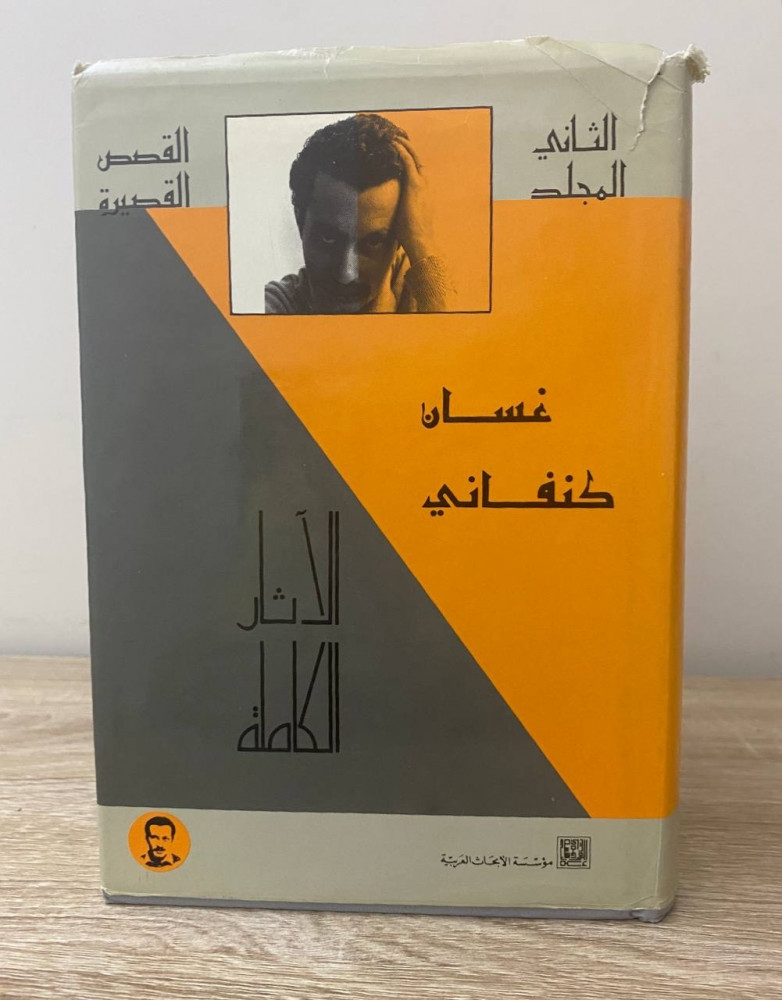 الثاني
المجلد
القصص
القصيرة
غسان
كنفاني
الآثار
الكاملة
مؤسسة الأبحاث العربية